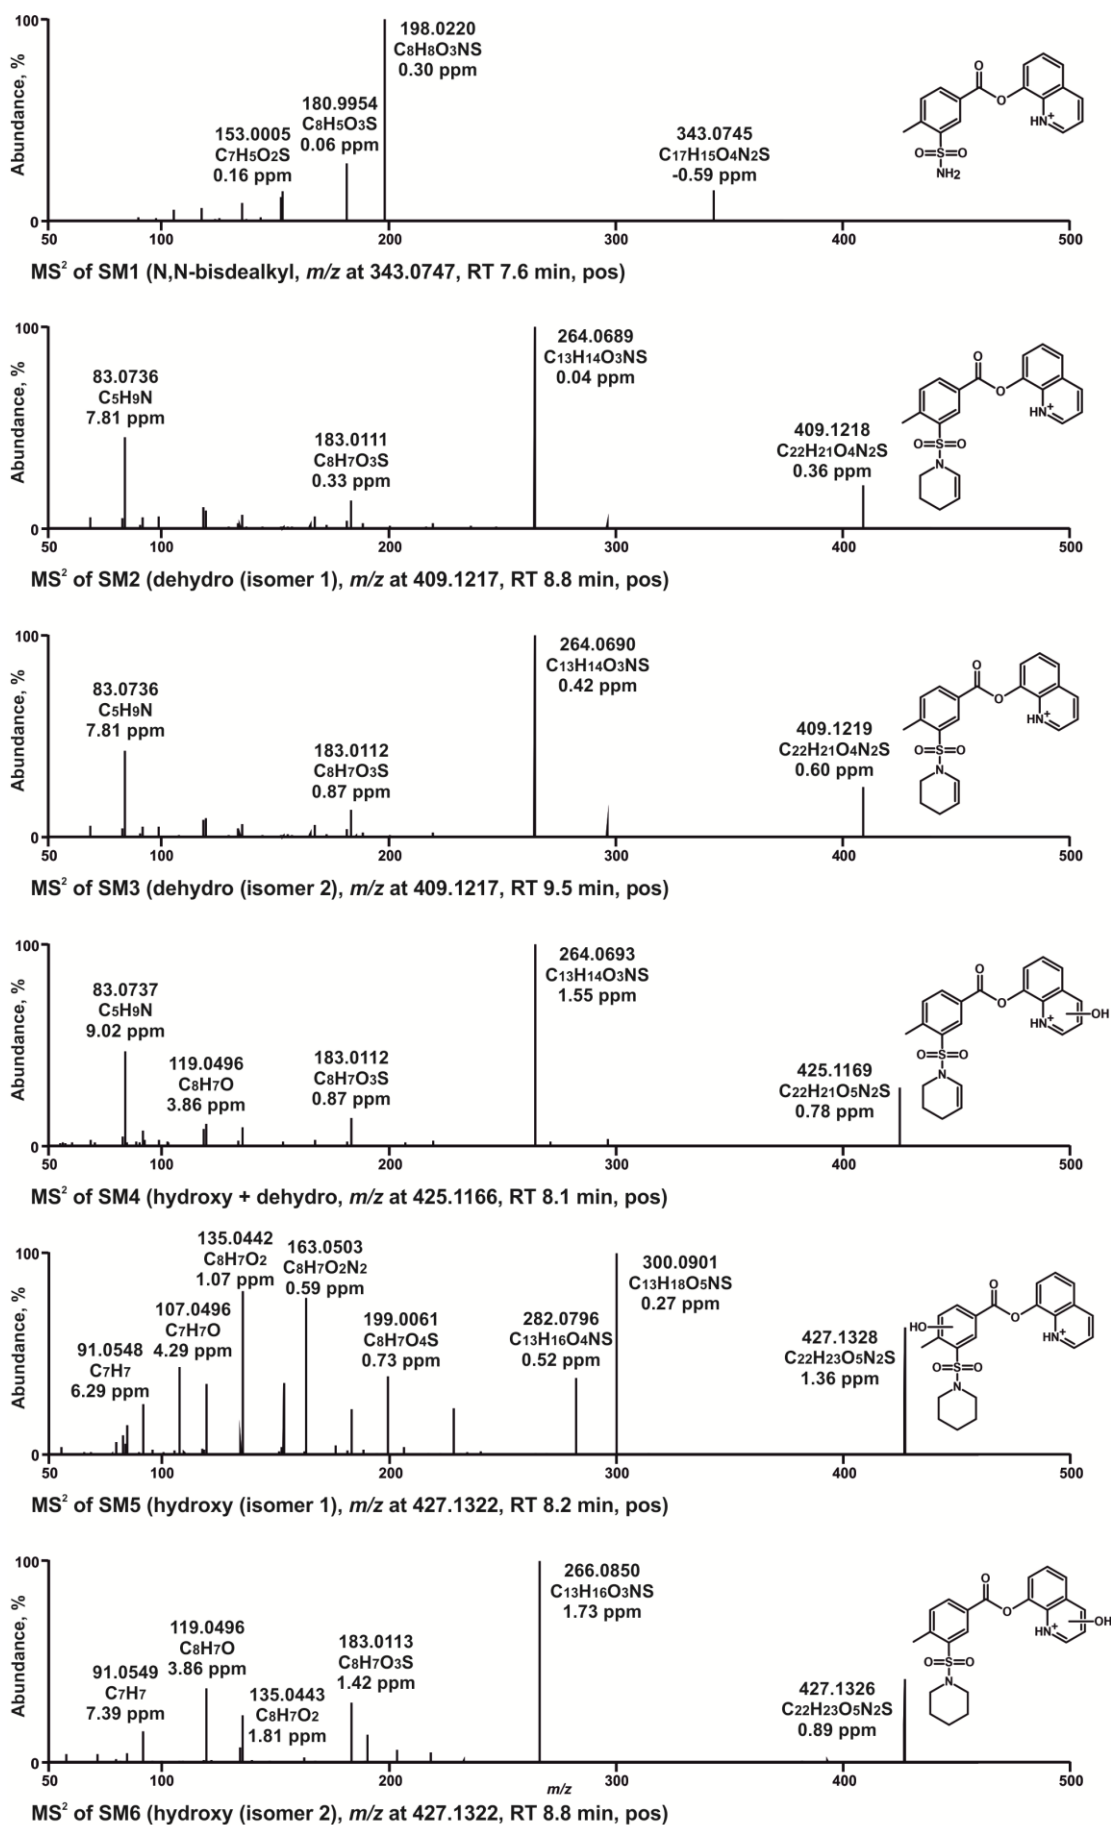 Abundance, %
100
0
198.0220
C8H8O3NS
0.30 ppm
180.9954
C8H5O3S
0.06 ppm
153.0005
C7H5O2S
0.16 ppm
343.0745
C17H15O4N2S
-0.59 ppm
O
O
HN+
O=S=O
NH2
50 100 200 300 400 500
MS2 of SM1 (N,N-bisdealkyl, m/z at 343.0747, RT 7.6 min, pos)
Abundance, %
100
0
264.0689
C13H14O3NS
0.04 ppm
83.0736
C5H9N
7.81 ppm
183.0111
C8H7O3S
0.33 ppm
409.1218
C22H21O4N2S
0.36 ppm
O
O
HN+
O=S=O
N
50 100 200 300 400 500
MS2 of SM2 (dehydro (isomer 1), m/z at 409.1217, RT 8.8 min, pos)
Abundance, %
100
0
264.0690
C13H14O3NS
0.42 ppm
83.0736
C5H9N
7.81 ppm
183.0112
C8H7O3S
0.87 ppm
409.1219
C22H21O4N2S
0.60 ppm
O
O
HN+
O=S=O
N
50 100 200 300 400 500
MS2 of SM3 (dehydro (isomer 2), m/z at 409.1217, RT 9.5 min, pos)
Abundance, %
100
0
264.0693
C13H14O3NS
1.55 ppm
83.0737
C5H9N
9.02 ppm
119.0496
C8H7O
3.86 ppm
183.0112
C8H7O3S
0.87 ppm
425.1169
C22H21O5N2S
0.78 ppm
O
O
HN+
OH
O=S=O
N
50 100 200 300 400 500
MS2 of SM4 (hydroxy + dehydro, m/z at 425.1166, RT 8.1 min, pos)
Abundance, %
100
0
135.0442
C8H7O2
1.07 ppm
163.0503
C8H7O2N2
0.59 ppm
300.0901
C13H18O5NS
0.27 ppm
107.0496
C7H7O
4.29 ppm
199.0061
C8H7O4S
0.73 ppm
282.0796
C13H16O4NS
0.52 ppm
91.0548
C7H7
6.29 ppm
427.1328
C22H23O5N2S
1.36 ppm
O
O
HO
HN+
O=S=O
N
50 100 200 300 400 500
MS2 of SM5 (hydroxy (isomer 1), m/z at 427.1322, RT 8.2 min, pos)
Abundance, %
100
0
266.0850
C13H16O3NS
1.73 ppm
119.0496
C8H7O
3.86 ppm
183.0113
C8H7O3S
1.42 ppm
91.0549
C7H7
7.39 ppm
135.0443
C8H7O2
1.81 ppm
427.1326
C22H23O5N2S
0.89 ppm
O
O
HN+
OH
O=S=O
N
50 100 200 300 400 500
m/z
MS2 of SM6 (hydroxy (isomer 2), m/z at 427.1322, RT 8.8 min, pos)